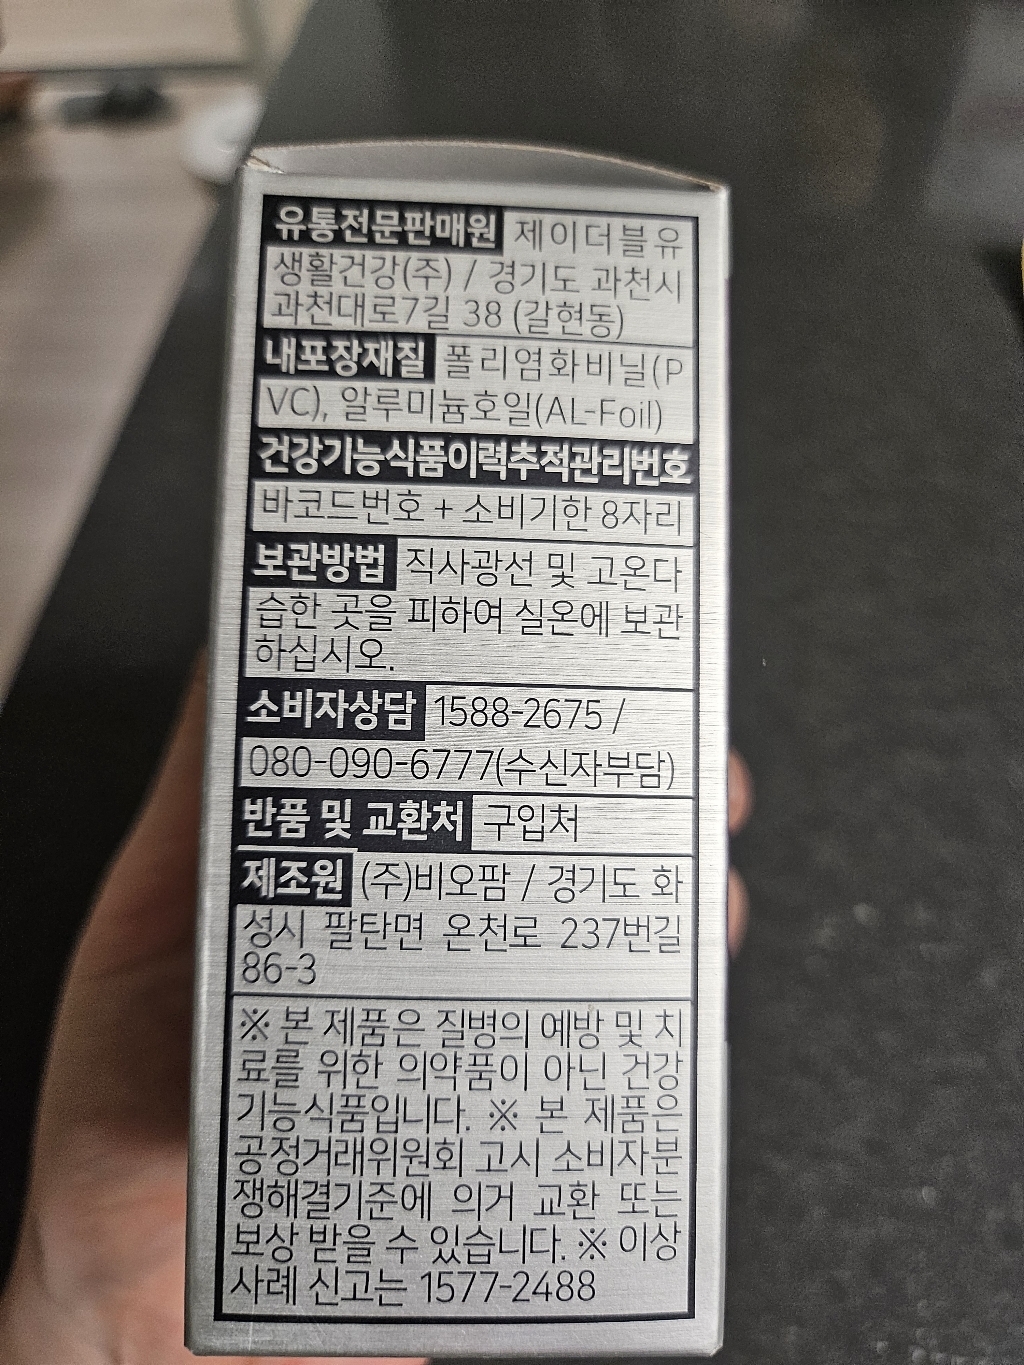 유통전문판매원 제이더블유
생활건강(주) / 경기도 과천시
과천대로7길 38 (갈현동)
내포장재질 폴리염화비닐(P
VC), 알루미늄호일(AL-Foil)
건강기능식품이력추적관리번호
바코드번호 + 소비기한 8자리
보관방법 직사광선 및 고온다
습한 곳을 피하여 실온에 보관
하십시오.
소비자상담 1588-2675 /
080-090-6777(수신자부담)
반품 및 교환처 구입처
제조원 (주)비오팜 / 경기도 화
성시 팔탄면 온천로 237번길
86-3
※ 본 제품은 질병의 예방 및 치
료를 위한 의약품이 아닌 건강
기능식품입니다. ※ 본 제품은
공정거래위원회 고시 소비자분
쟁해결기준에 의거 교환 또는
보상 받을 수 있습니다. ※ 이상
사례 신고는 1577-2488